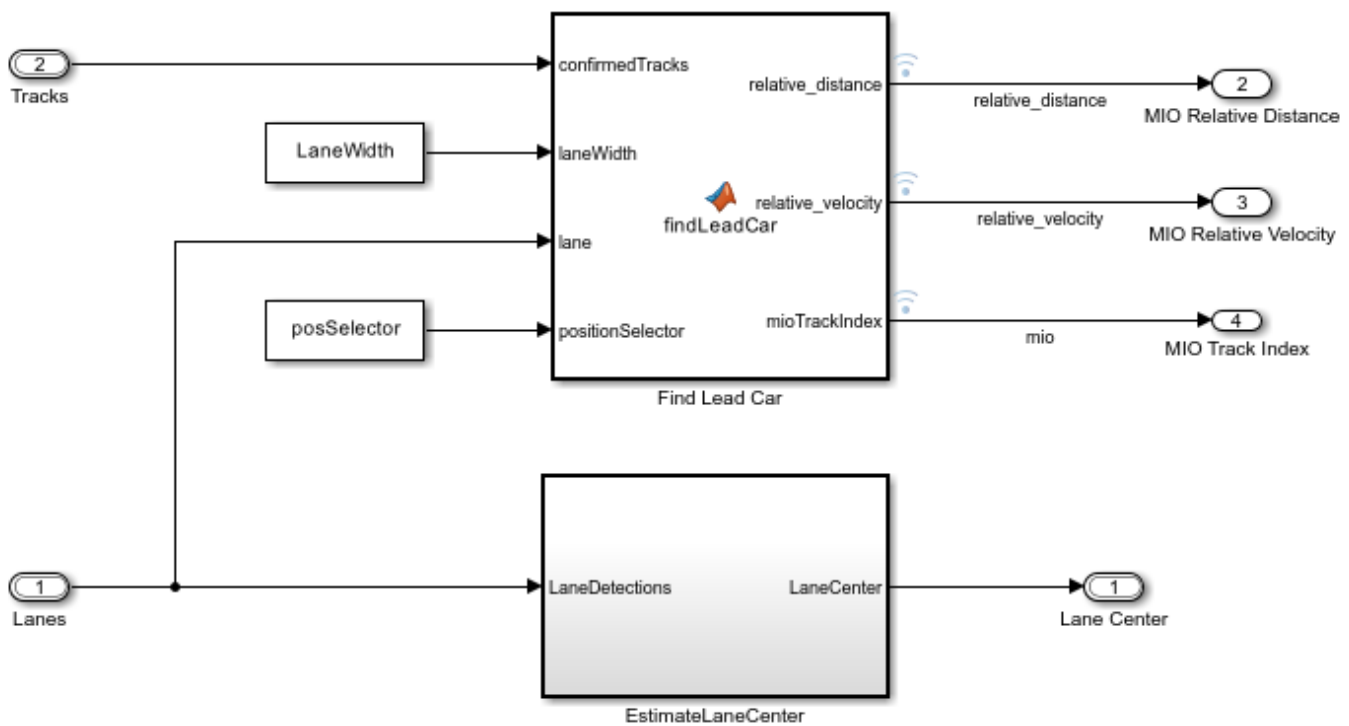 2
Tracks
LaneWidth
posSelector
confirmedTracks
laneWidth
lane
positionSelector
findLeadCar
relative_distance
relative_velocity
mioTrackIndex
Find Lead Car
relative_distance
relative_velocity
mio
2
MIO Relative Distance
3
MIO Relative Velocity
4
MIO Track Index
1
Lanes
LaneDetections
LaneCenter
EstimateLaneCenter
1
Lane Center